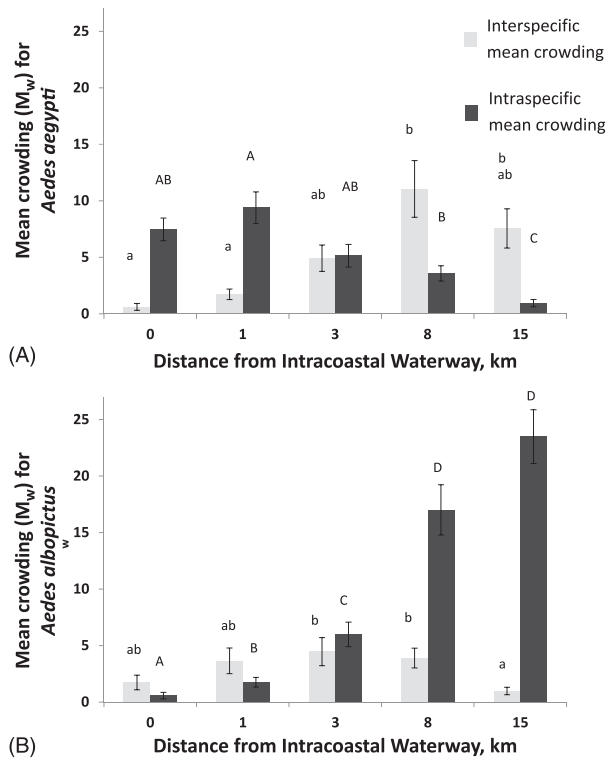 25
20
15
10
5
0
Mean crowding (Mw) for
Aedes aegypti
Interspecific
mean crowding
Intraspecific
mean crowding
a
AB
a
A
ab
AB
b
B
b
ab
C
0 1 3 8 15
Distance from Intracoastal Waterway, km
(A)
25
20
15
10
5
0
Mean crowding (Mw) for
Aedes albopictus
w
ab
A
ab
B
b
C
b
D
a
D
0 1 3 8 15
Distance from Intracoastal Waterway, km
(B)